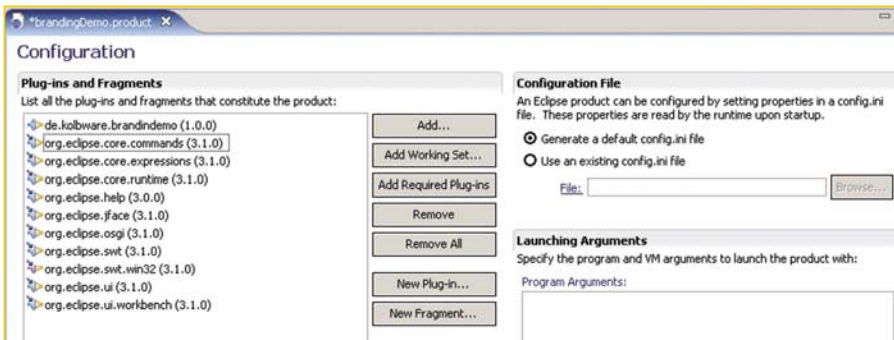 *brandingDemo.product
Configuration
Plug-ins and Fragments
List all the plug-ins and fragments that constitute the product:
de.kolbware.brandindemo (1.0.0)
org.eclipse.core.commands (3.1.0)
org.eclipse.core.expressions (3.1.0)
org.eclipse.core.runtime (3.1.0)
org.eclipse.help (3.0.0)
org.eclipse.jface (3.1.0)
org.eclipse.osgi (3.1.0)
org.eclipse.swt (3.1.0)
org.eclipse.swt.win32 (3.1.0)
org.eclipse.ui (3.1.0)
org.eclipse.ui.workbench (3.1.0)
Add...
Add Working Set...
Add Required Plug-ins
Remove
Remove All
New Plug-in...
New Fragment...
Configuration File
An Eclipse product can be configured by setting properties in a config.ini
file. These properties are read by the runtime upon startup.
Generate a default config.ini file
Use an existing config.ini file
File:
Browse...
Launching Arguments
Specify the program and VM arguments to launch the product with:
Program Arguments: